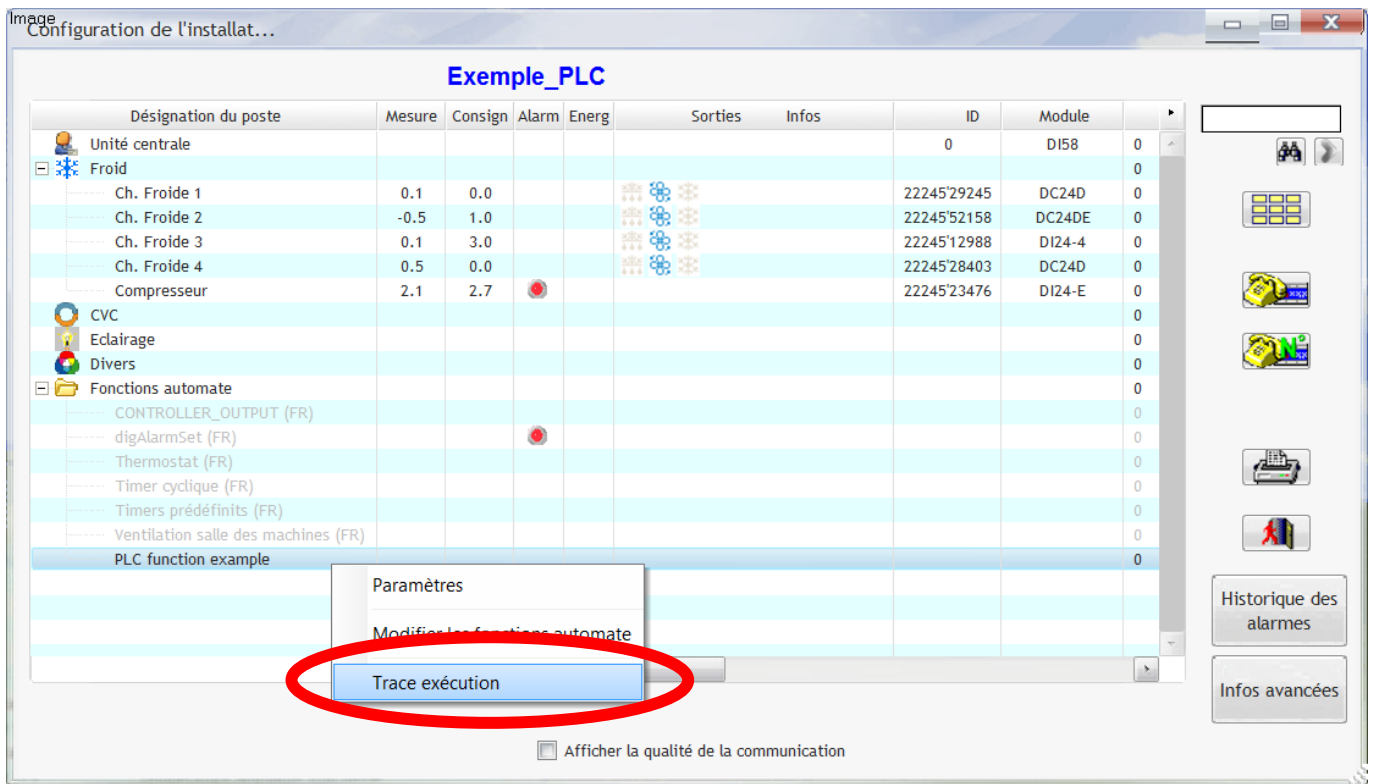 Image
Configuration de l'installat...
Exemple_PLC
Désignation du poste Mesure Consign Alarm Energ Sorties Infos ID Module
Unité centrale 0 DI58 0
Froid 0
Ch. Froide 1 0.1 0.0 22245'29245 DC24D 0
Ch. Froide 2 -0.5 1.0 22245'52158 DC24DE 0
Ch. Froide 3 0.1 3.0 22245'12988 DI24-4 0
Ch. Froide 4 0.5 0.0 22245'28403 DC24D 0
Compresseur 2.1 2.7 22245'23476 DI24-E 0
CVC 0
Eclairage 0
Divers 0
Fonctions automate 0
CONTROLLER_OUTPUT (FR) 0
digAlarmSet (FR) 0
Thermostat (FR) 0
Timer cyclique (FR) 0
Timers prédéfinits (FR) 0
Ventilation salle des machines (FR) 0
PLC function example 0
Paramètres
Modifier les fonctions automate
Trace exécution
xxx
N°
Historique des
alarmes
Infos avancées
Afficher la qualité de la communication